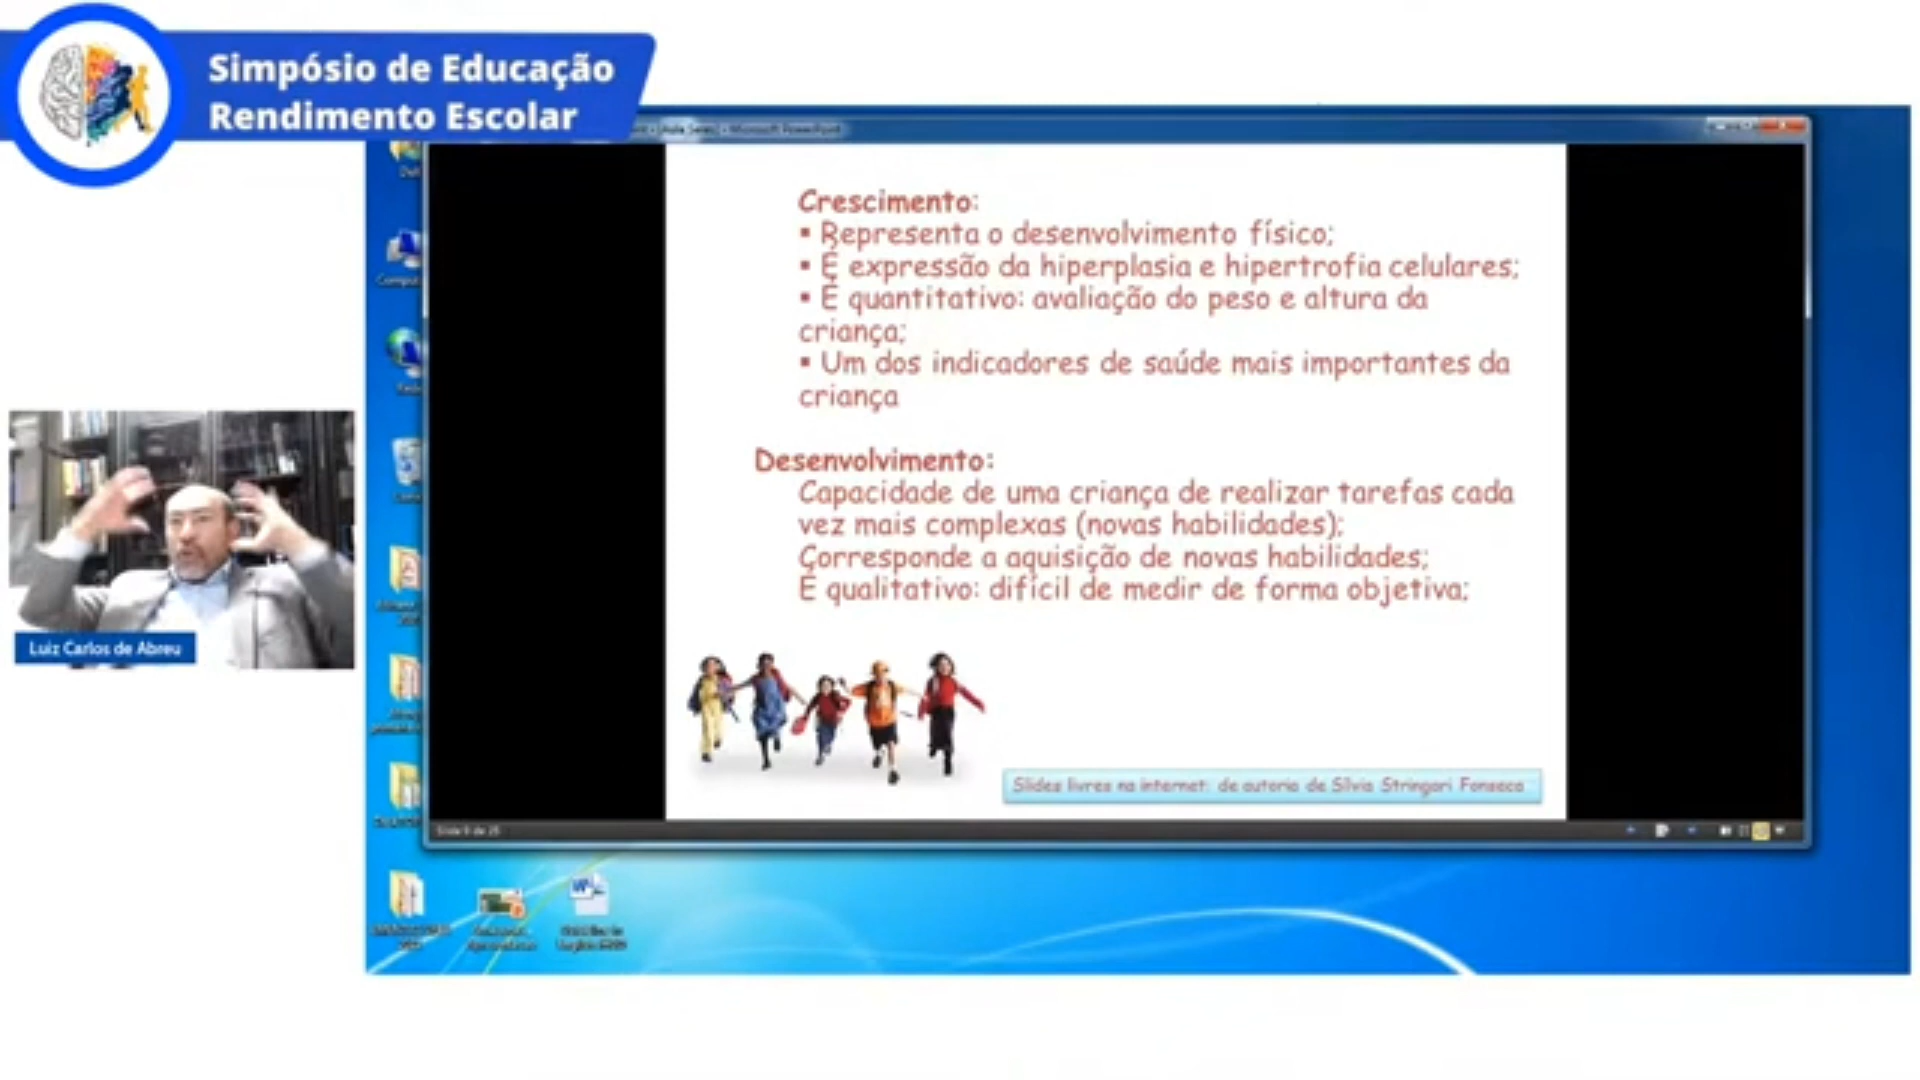 Simpósio de Educação
Rendimento Escolar
Microsoft PowerPoint
Crescimento:
▪ Representa o desenvolvimento físico;
▪ É expressão da hiperplasia e hipertrofia celulares;
▪ É quantitativo: avaliação do peso e altura da
criança;
▪ Um dos indicadores de saúde mais importantes da
criança
Desenvolvimento:
Capacidade de uma criança de realizar tarefas cada
vez mais complexas (novas habilidades);
Corresponde a aquisição de novas habilidades;
É qualitativo: difícil de medir de forma objetiva;
Luiz Carlos de Abreu
Slides livres na internet: de autoria de Sílvia Stringari Fonseca